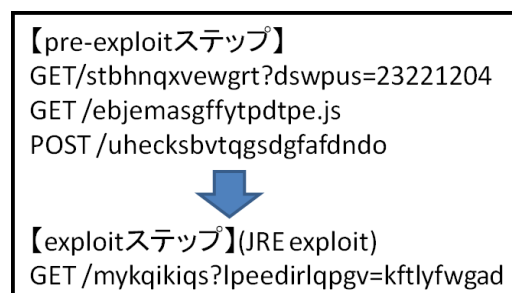 【pre-exploitステップ】
GET/stbhnqxvewgrt?dswpus=23221204
GET /ebjemasgffytpdtpe.js
POST /uhecksbvtqgsdgfafdndo
【exploitステップ】(JRE exploit)
GET /mykqikiqs?lpeedirlqpgv=kftlyfwgad